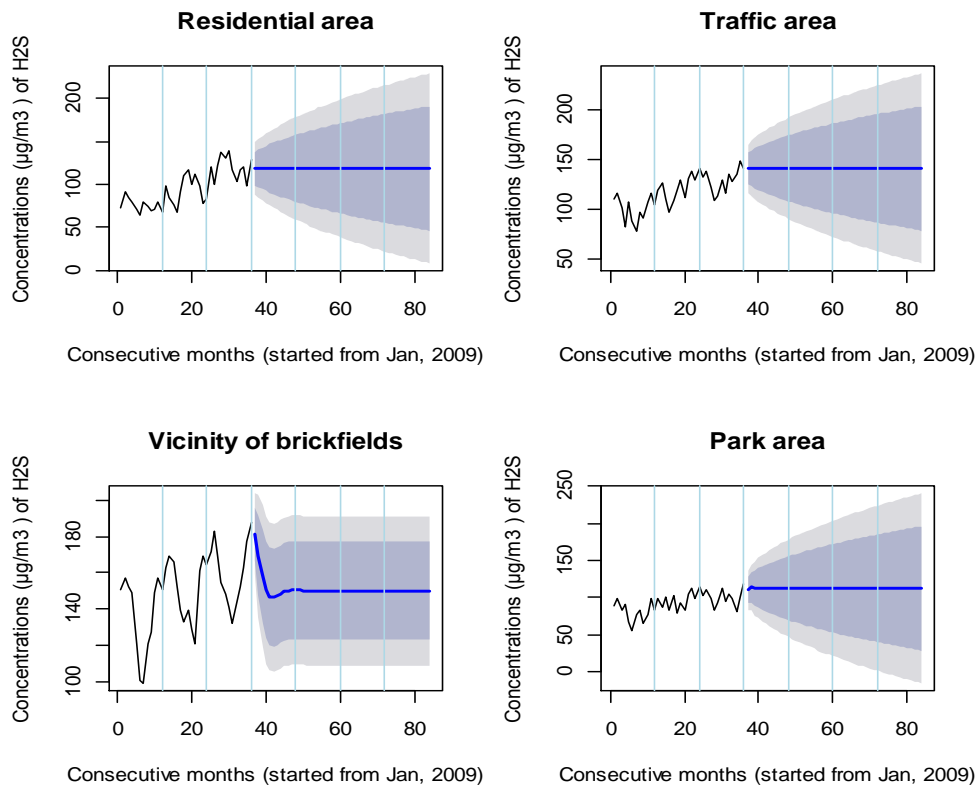 Residential area
Concentrations (µg/m3 ) of H2S
0
50
100
200
0
20
40
60
80
Consecutive months (started from Jan, 2009)
Traffic area
Concentrations (µg/m3 ) of H2S
50
100
150
200
0
20
40
60
80
Consecutive months (started from Jan, 2009)
Vicinity of brickfields
Concentrations (µg/m3 ) of H2S
100
140
180
0
20
40
60
80
Consecutive months (started from Jan, 2009)
Park area
Concentrations (µg/m3 ) of H2S
0
50
150
250
0
20
40
60
80
Consecutive months (started from Jan, 2009)